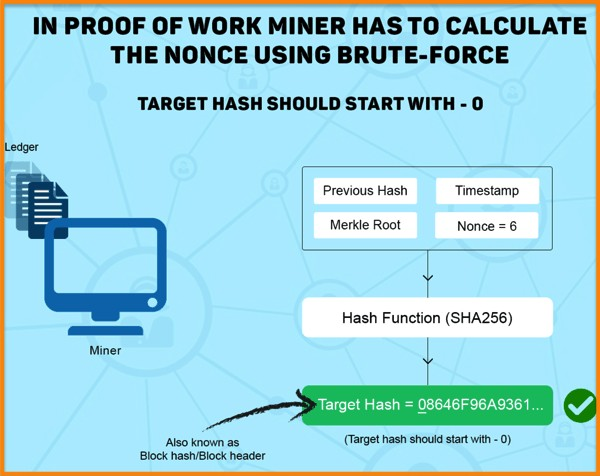 IN PROOF OF WORK MINER HAS TO CALCULATE
THE NONCE USING BRUTE-FORCE
TARGET HASH SHOULD START WITH - 0
Ledger
Miner
Previous Hash
Timestamp
Merkle Root
Nonce = 6
Hash Function (SHA256)
Target Hash = 08646F96A9361...
(Target hash should start with - 0)
Also known as
Block hash/Block header